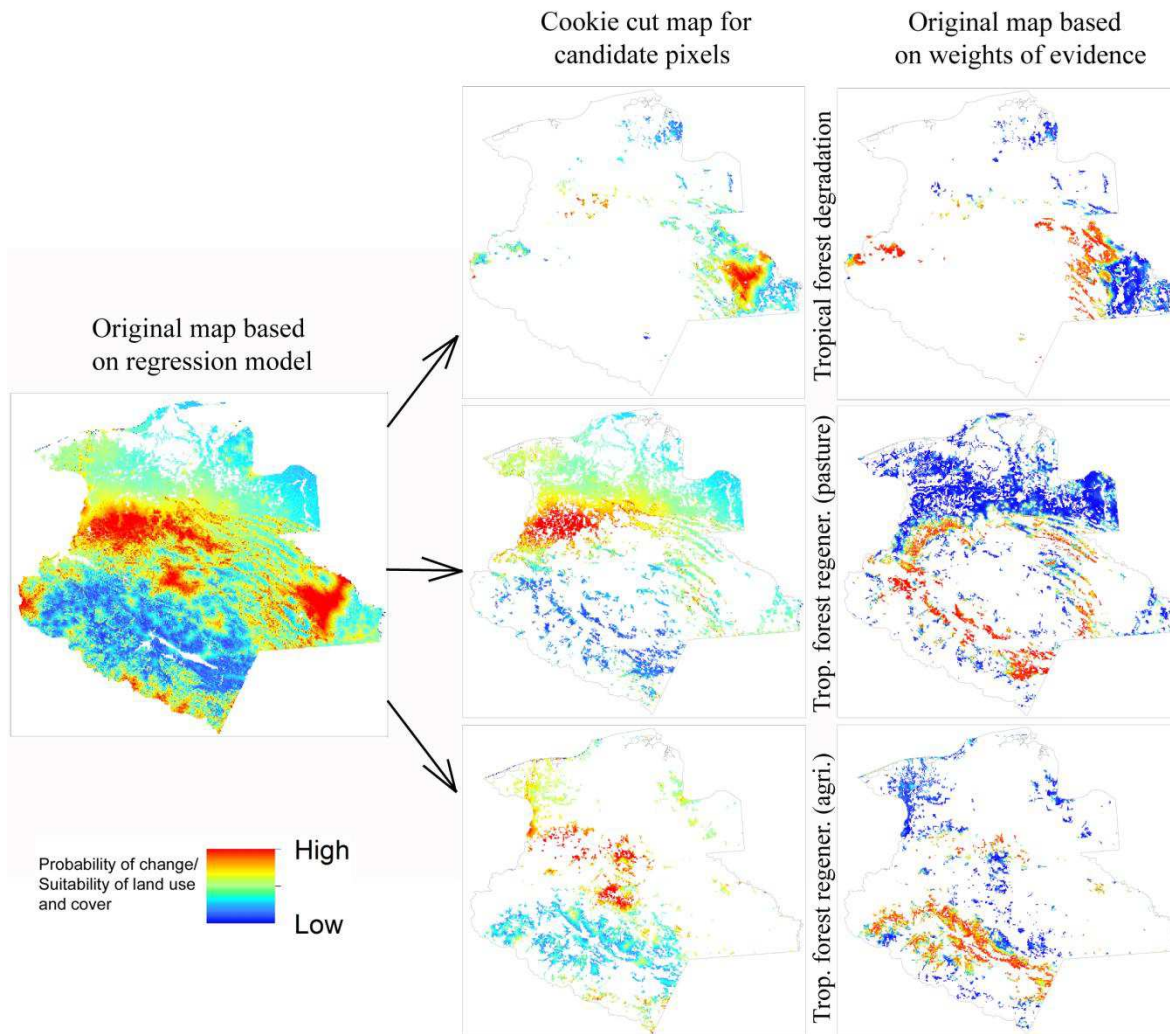 Cookie cut map for
candidate pixels
Original map based
on weights of evidence
Original map based
on regression model
Tropical forest degradation
Trop. forest regener. (pasture)
Trop. forest regener. (agri.)
Probability of change/
Suitability of land use
and cover
High
Low